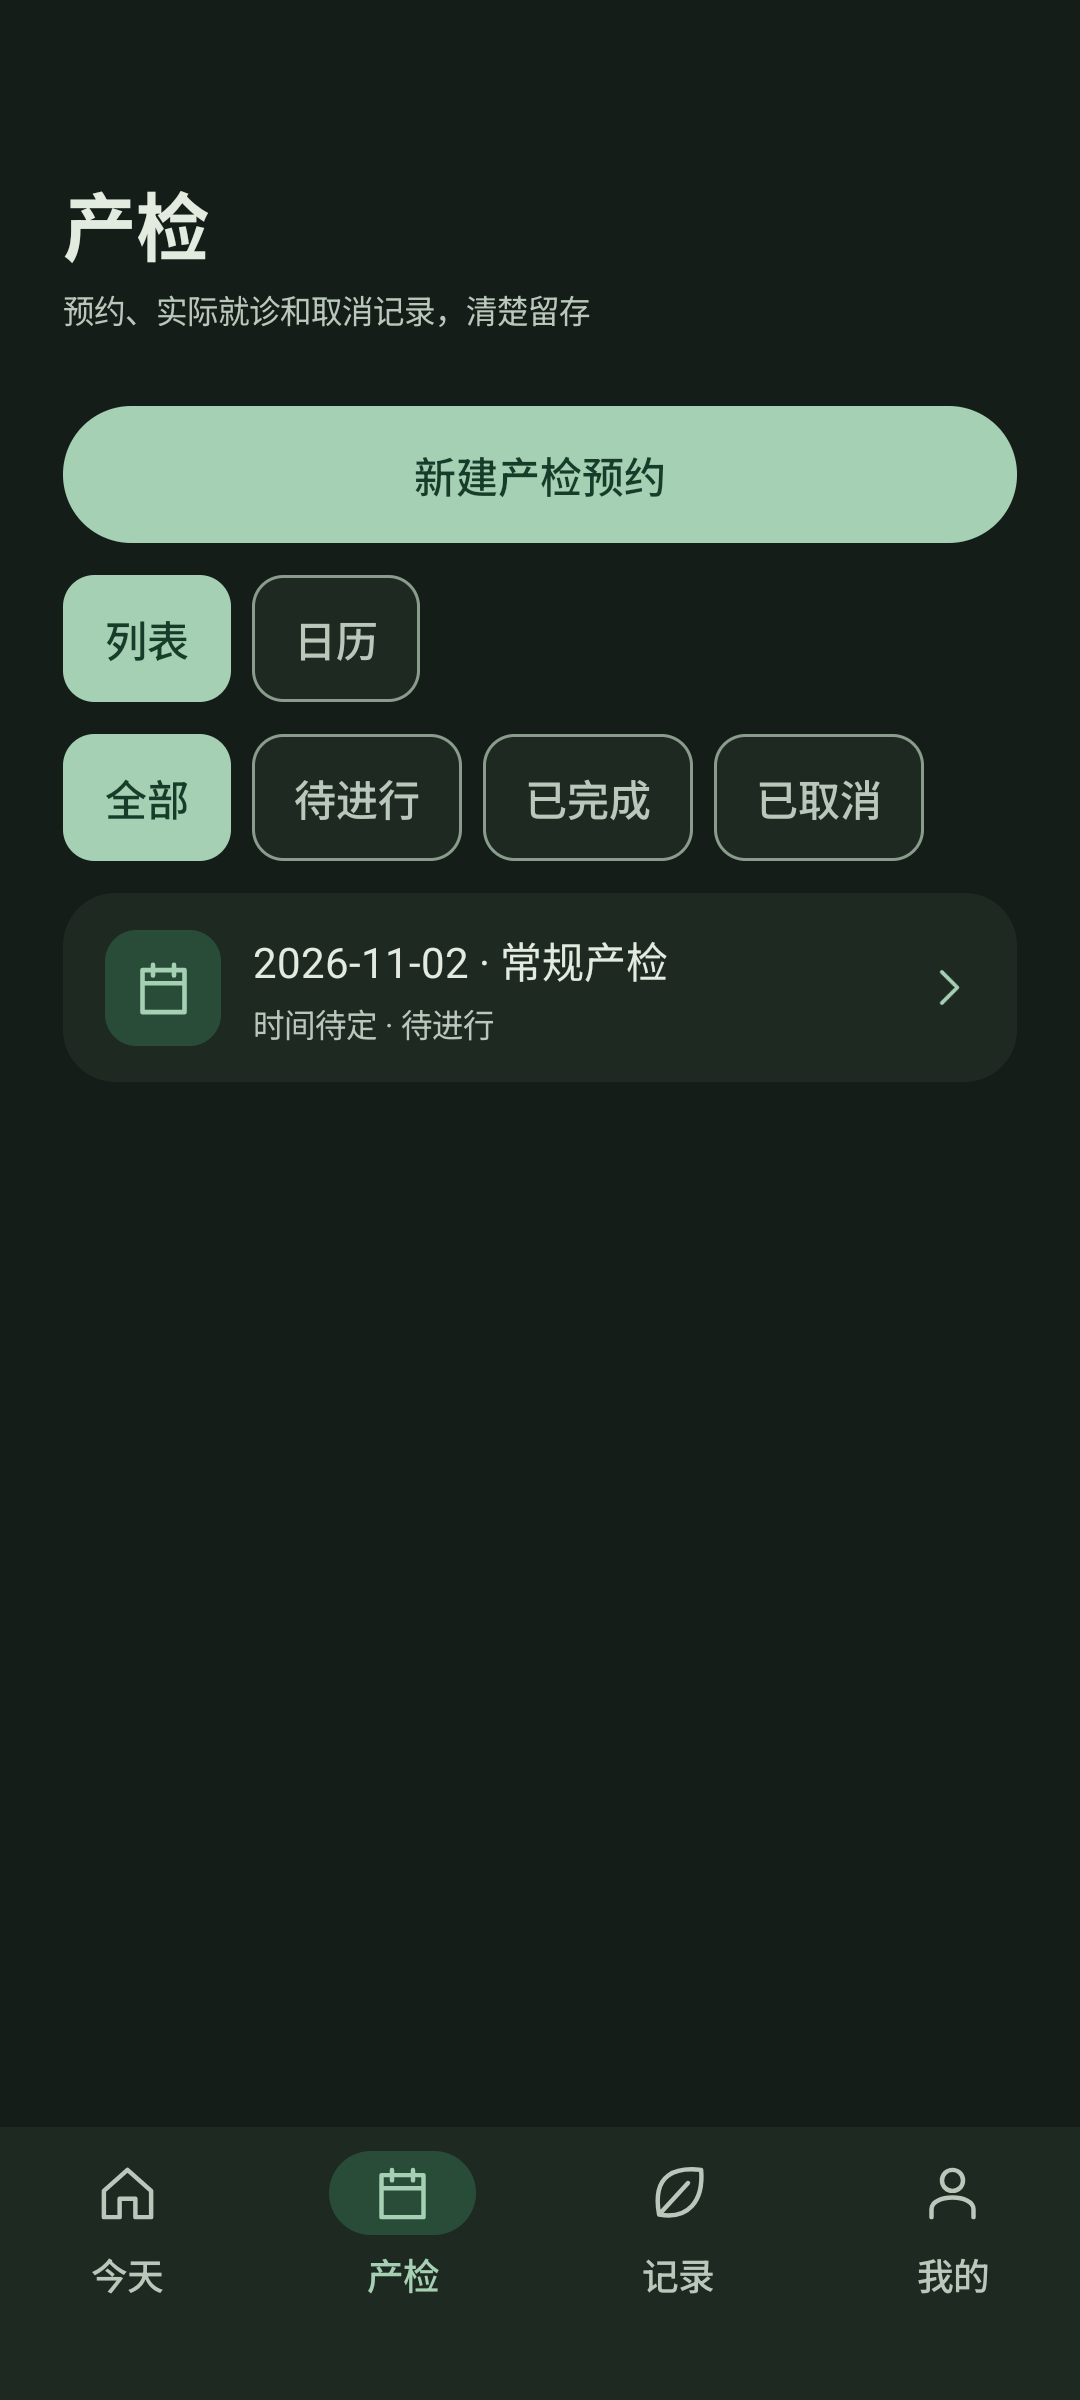 产检
预约、实际就诊和取消记录，清楚留存
新建产检预约
列表 日历
全部 待进行 已完成 已取消
2026-11-02 · 常规产检
时间待定 · 待进行
今天 产检 记录 我的